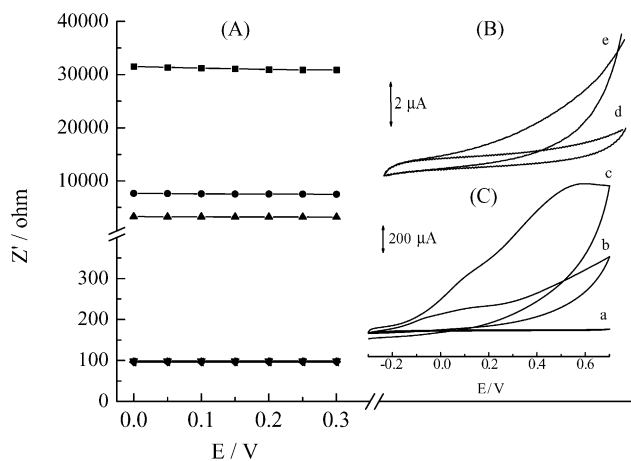 (A)
(B)
(C)
40000
30000
20000
10000
300
200
100
0
Z' / ohm
0.0
0.1
0.2
0.3
E / V
2 μA
e
d
200 μA
c
b
a
-0.2
0.0
0.2
0.4
0.6
E/V